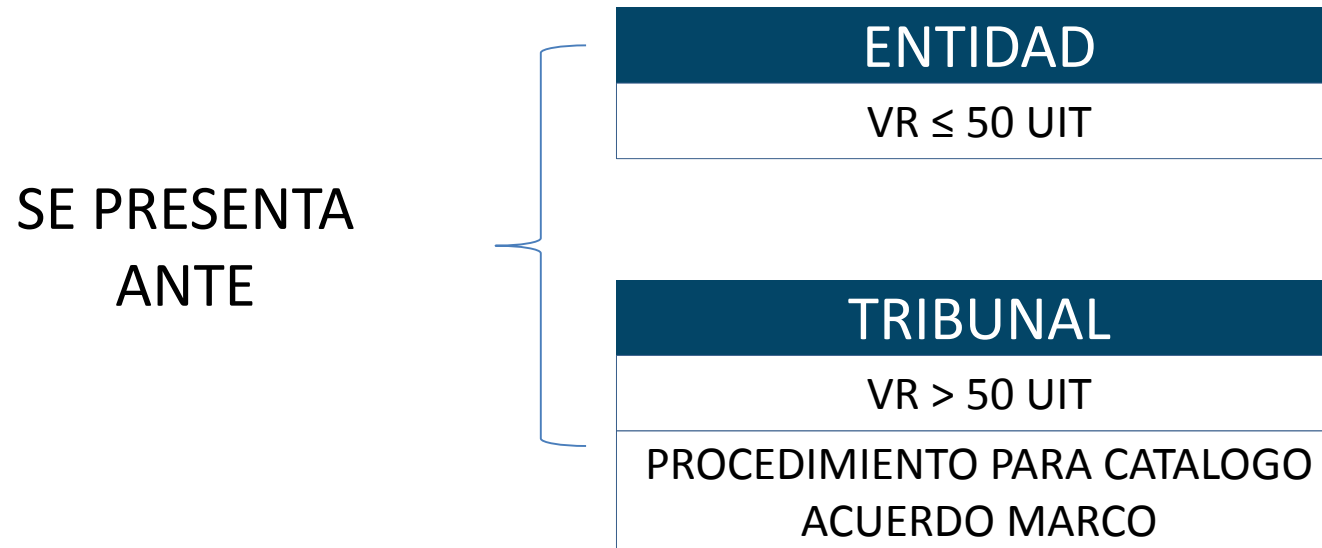 SE PRESENTA
ANTE
ENTIDAD
VR ≤ 50 UIT
TRIBUNAL
VR > 50 UIT
PROCEDIMIENTO PARA CATALOGO
ACUERDO MARCO